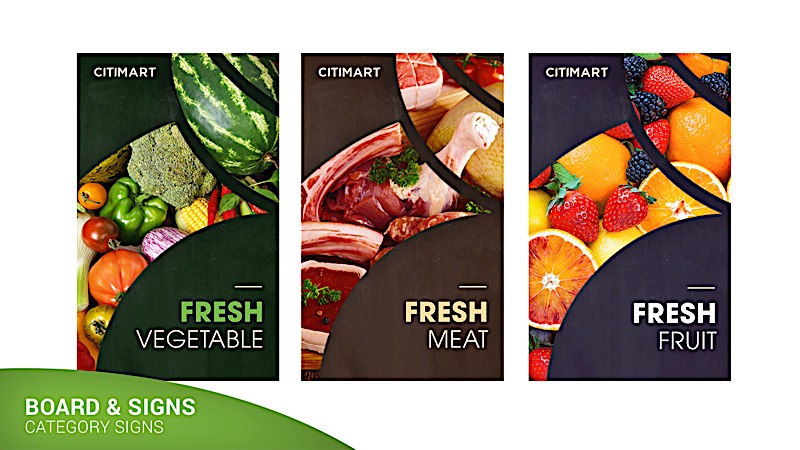 CITIMART
FRESH
VEGETABLE
CITIMART
FRESH
MEAT
CITIMART
FRESH
FRUIT
BOARD & SIGNS
CATEGORY SIGNS